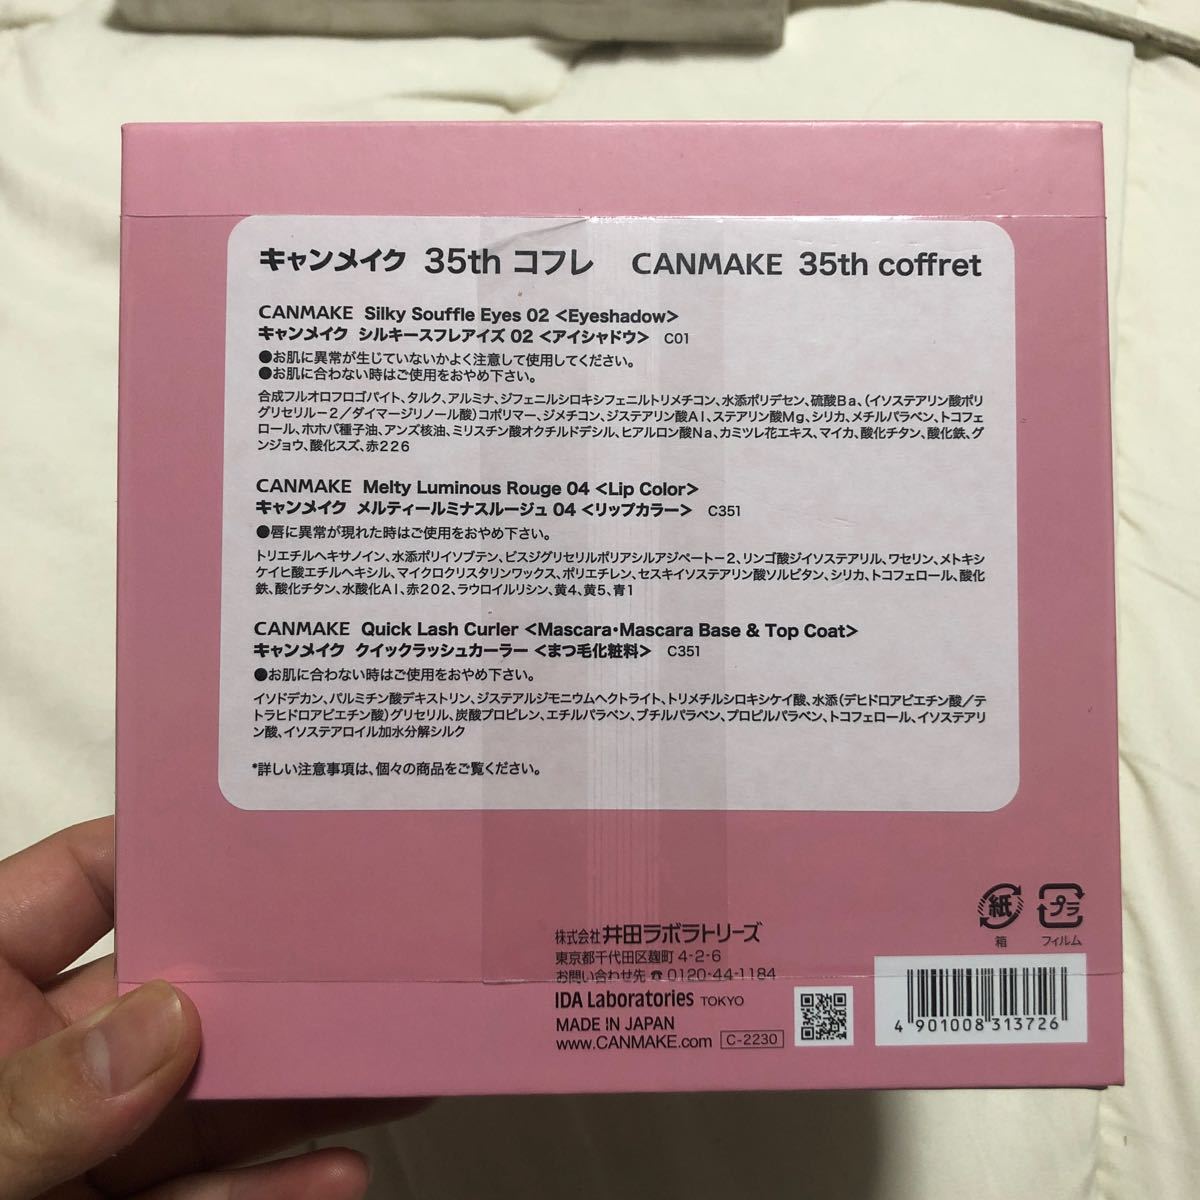 キャンメイク 35th コフレ CANMAKE 35th coffret
CANMAKE Silky Souffle Eyes 02 <Eyeshadow>
キャンメイク シルキースフレアイズ 02 <アイシャドウ> C01
●お肌に異常が生じていないかよく注意して使用してください。
●お肌に合わない時はご使用をおやめ下さい。
合成フルオロフロゴパイト、タルク、アルミナ、ジフェニルシロキシフェニルトリメチコン、水添ポリデセン、硫酸Ba、(イソステアリン酸ポリ
グリセリル-2/ダイマージリノール酸)コポリマー、ジメチコン、ジステアリン酸Al、ステアリン酸Mg、シリカ、メチルパラベン、トコフェ
ロール、ホホバ種子油、アンズ核油、ミリスチン酸オクチルドデシル、ヒアルロン酸Na、カミツレ花エキス、マイカ、酸化チタン、酸化鉄、グ
ンジョウ、酸化スズ、赤226
CANMAKE Melty Luminous Rouge 04 <Lip Color>
キャンメイク メルティールミナスルージュ 04 <リップカラー> C351
●唇に異常が現れた時はご使用をおやめ下さい。
トリエチルヘキサノイン、水添ポリイソブテン、ビスジグリセリルポリアシルアジペート-2、リンゴ酸ジイソステアリル、ワセリン、メトキシ
ケイヒ酸エチルヘキシル、マイクロクリスタリンワックス、ポリエチレン、セスキイソステアリン酸ソルビタン、シリカ、トコフェロール、酸化
鉄、酸化チタン、水酸化Al、赤202、ラウロイルリシン、黄4、黄5、青1
CANMAKE Quick Lash Curler <Mascara・Mascara Base & Top Coat>
キャンメイク クイックラッシュカーラー <まつ毛化粧料> C351
●お肌に合わない時はご使用をおやめ下さい。
イソドデカン、パルミチン酸デキストリン、ジステアルジモニウムヘクトライト、トリメチルシロキシケイ酸、水添(デヒドロアビエチン酸/テ
トラヒドロアビエチン酸)グリセリル、炭酸プロピレン、エチルパラベン、ブチルパラベン、プロピルパラベン、トコフェロール、イソステアリ
ン酸、イソステアロイル加水分解シルク
*詳しい注意事項は、個々の商品をご覧ください。
紙 プラ
箱 フィルム
株式会社 井田ラボラトリーズ
東京都千代田区麹町 4-2-6
お問い合わせ先 ☎ 0120-44-1184
IDA Laboratories TOKYO
MADE IN JAPAN
www.CANMAKE.com C-2230
4 901008 313726